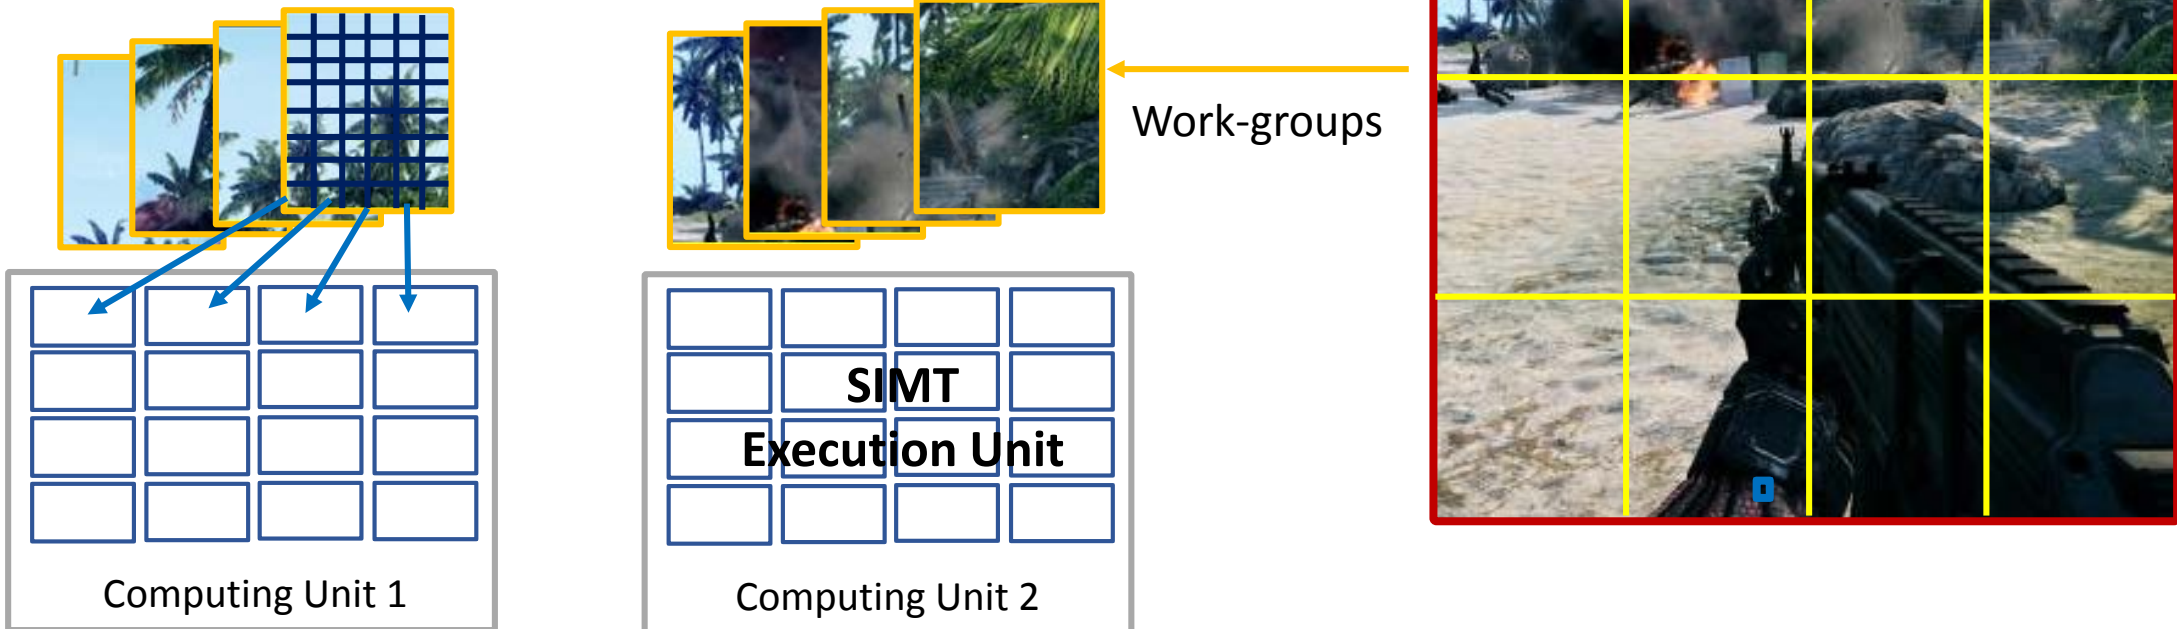 Work-groups
SIMT
Execution Unit
Computing Unit 1
Computing Unit 2